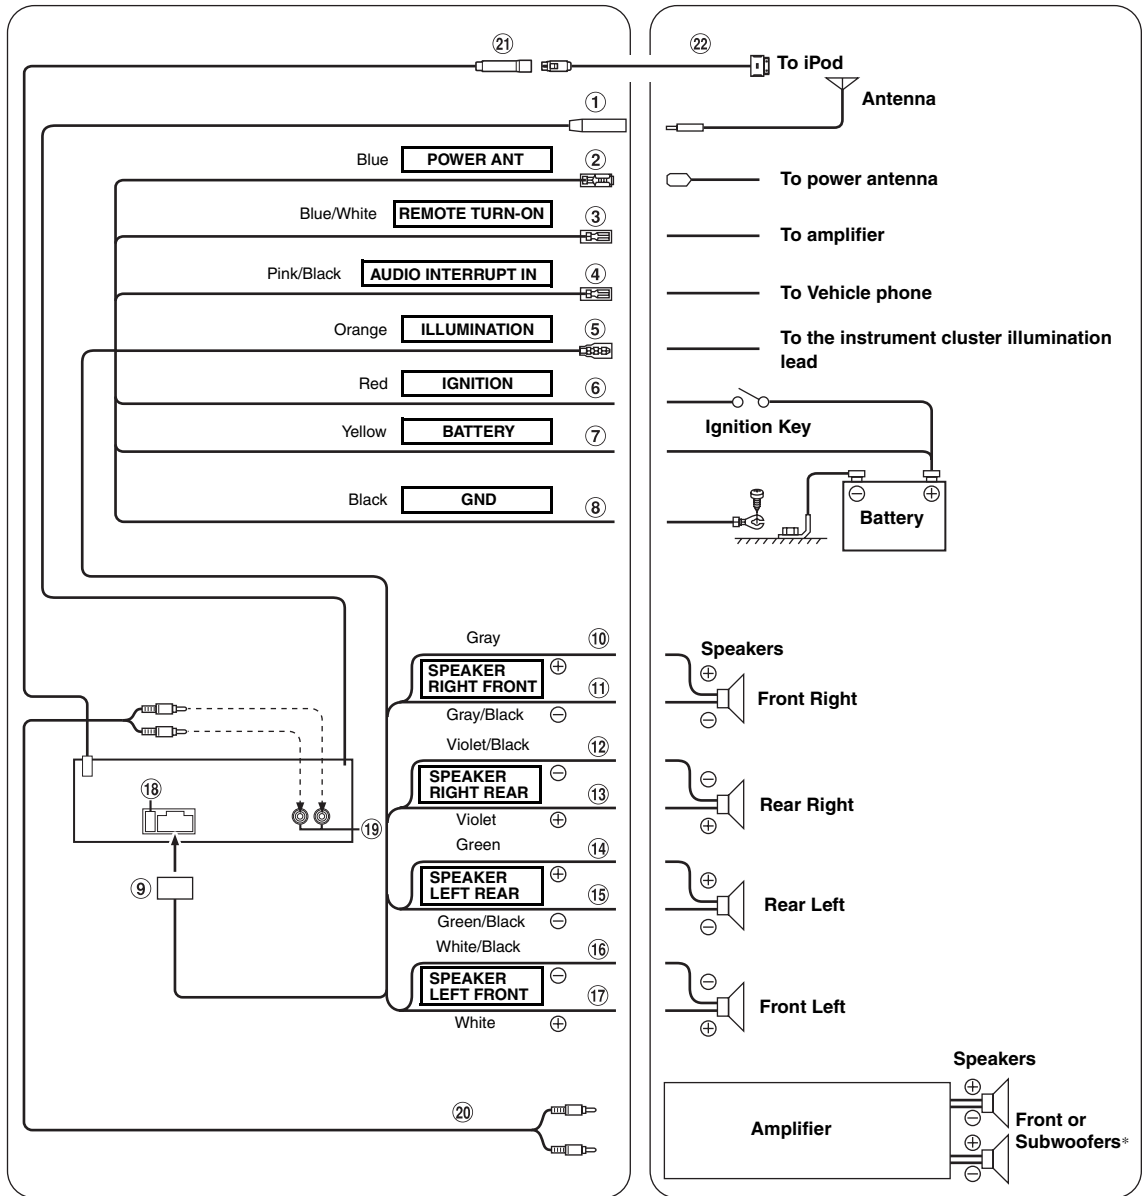 ㉑ ㉒ To iPod
① Antenna
Blue POWER ANT ② To power antenna
Blue/White REMOTE TURN-ON ③ To amplifier
Pink/Black AUDIO INTERRUPT IN ④ To Vehicle phone
Orange ILLUMINATION ⑤ To the instrument cluster illumination
lead
Red IGNITION ⑥
Ignition Key
Yellow BATTERY ⑦
Black GND ⑧
⊖ ⊕
Battery
Gray ⑩
Speakers
SPEAKER ⊕ ⊕
RIGHT FRONT ⑪ Front Right
Gray/Black ⊖ ⊖
Violet/Black ⑫
SPEAKER ⊖ ⊖
RIGHT REAR ⑬ Rear Right
Violet ⊕ ⊕
⑱
⑲
⑨
Green ⑭
SPEAKER ⊕ ⊕
LEFT REAR ⑮ Rear Left
Green/Black ⊖ ⊖
White/Black ⑯
SPEAKER ⊖ ⊖
LEFT FRONT ⑰ Front Left
White ⊕ ⊕
⑳
Speakers
Amplifier
⊕
⊖
⊕
⊖
Front or
Subwoofers*